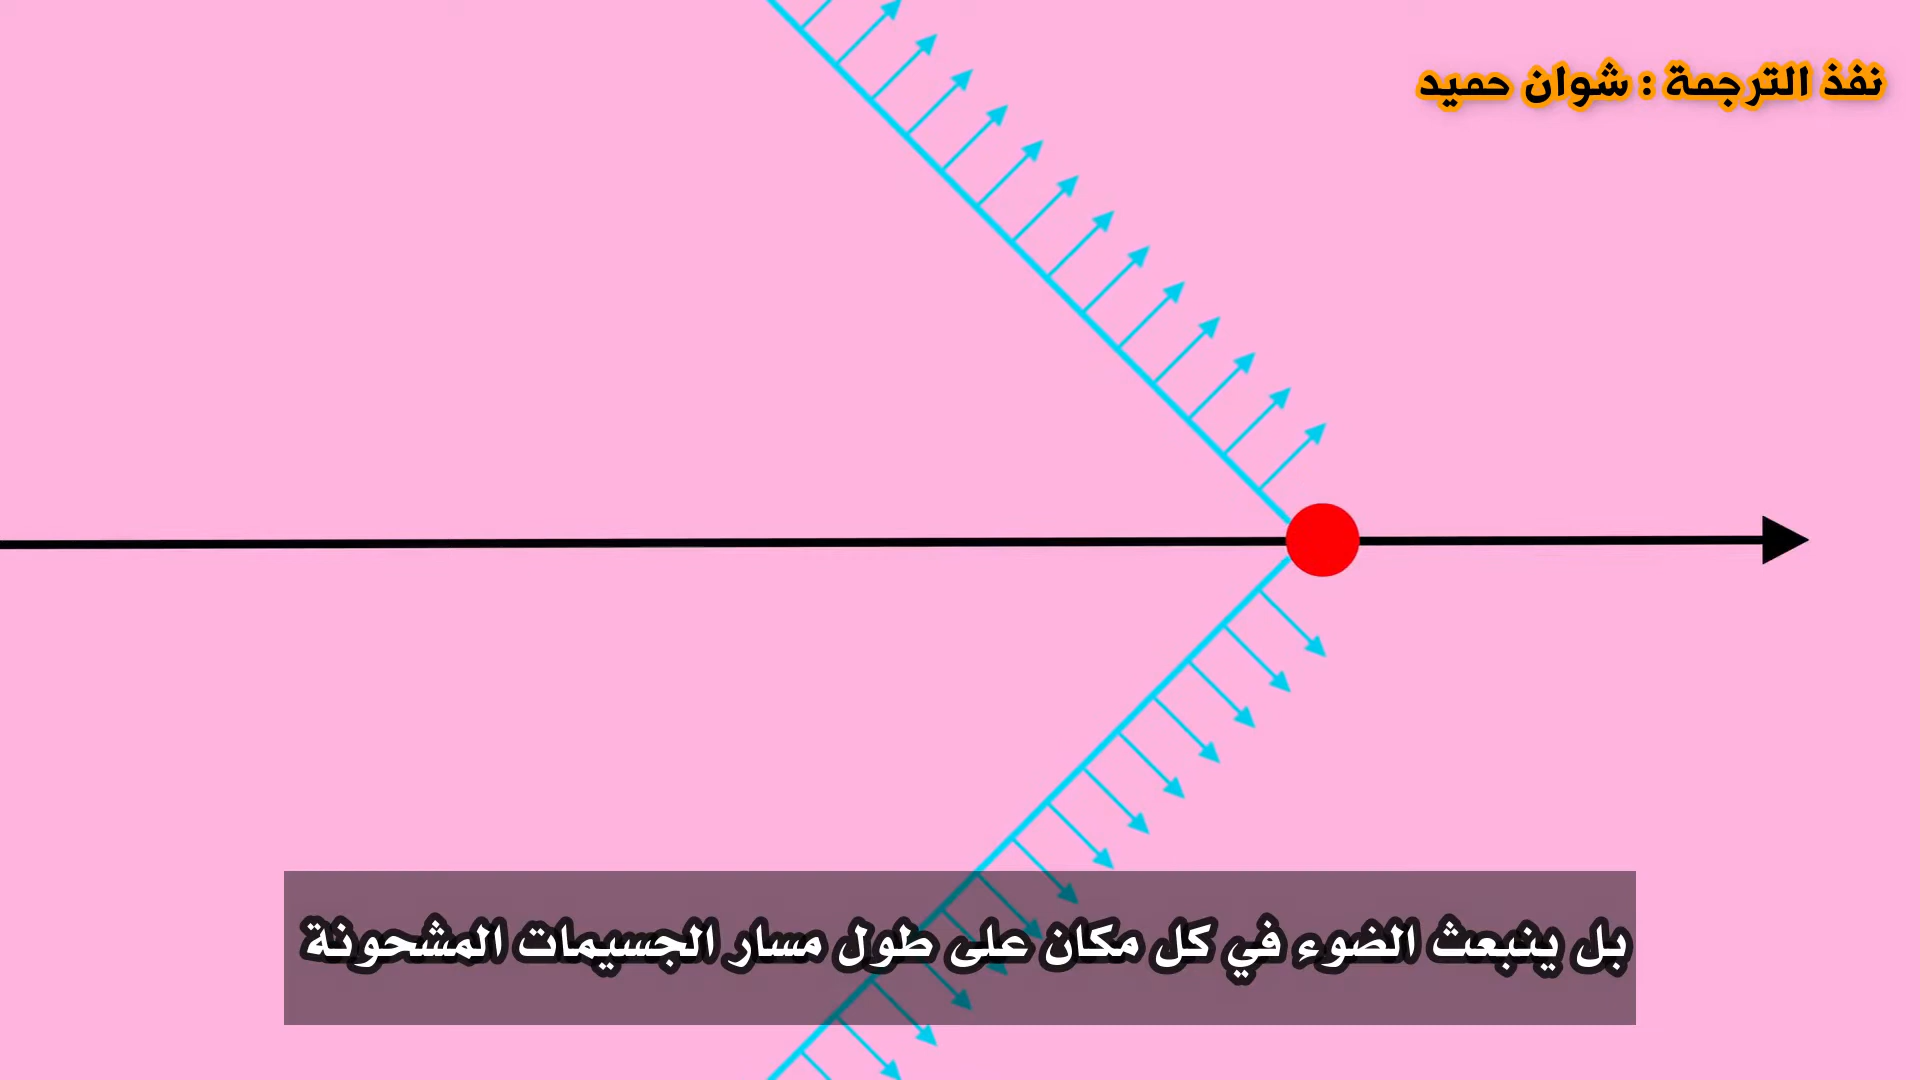 نفذ الترجمة : شوان حميد
بل ينبعث الضوء في كل مكان على طول مسار الجسيمات المشحونة